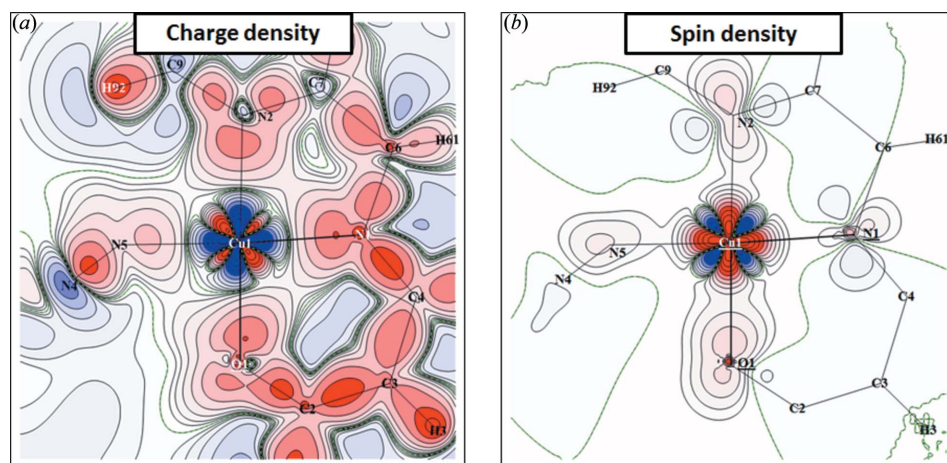 (a)
Charge density
C9
C7
H92
N2
C6
H61
N5
Cu1
N1
N4
C4
O1
C3
C2
H3
(b)
Spin density
C9
H92
C7
N2
C6
H61
N1
Cu1
N5
N4
C4
O1
C3
C2
H3